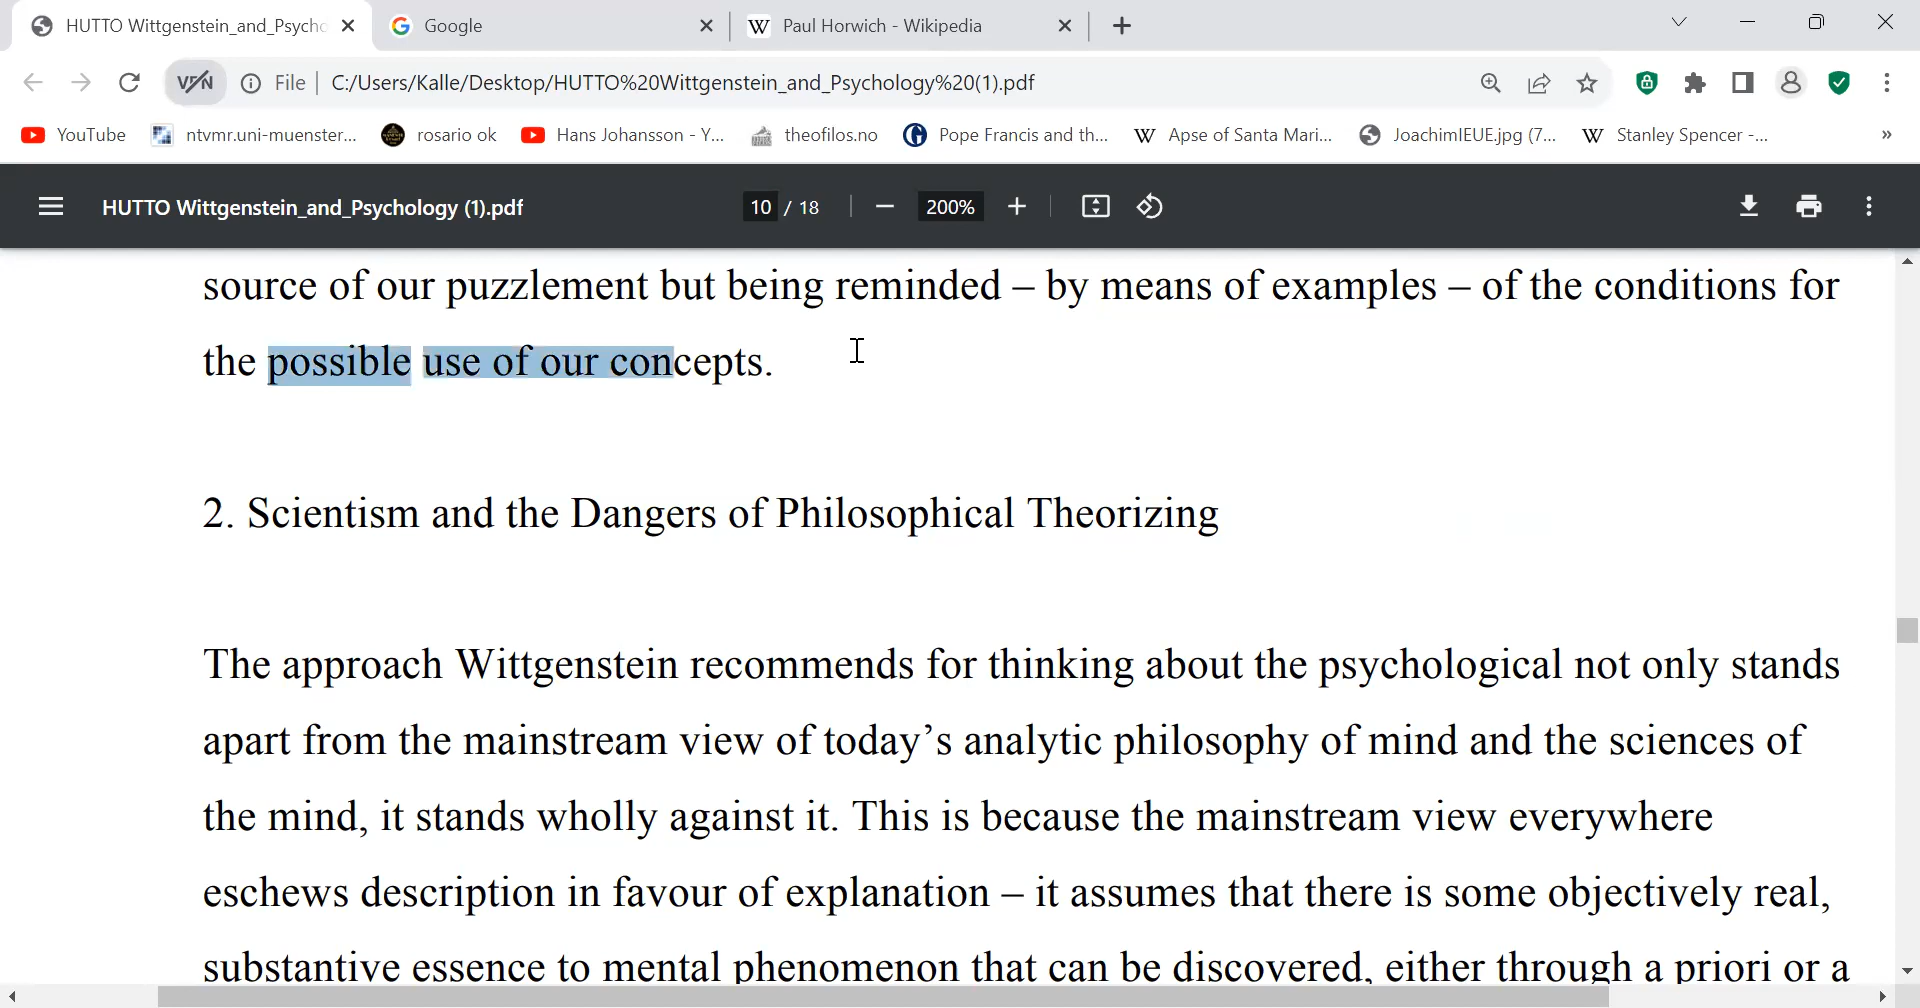 HUTTO Wittgenstein_and_Psycho
Google
Paul Horwich - Wikipedia
VPN
File
C:/Users/Kalle/Desktop/HUTTO%20Wittgenstein_and_Psychology%20(1).pdf
YouTube
ntvmr.uni-muenster...
rosario ok
Hans Johansson - Y...
theofilos.no
Pope Francis and th...
Apse of Santa Mari...
JoachimIEUE.jpg (7...
Stanley Spencer -...
»
HUTTO Wittgenstein_and_Psychology (1).pdf
10 / 18
200%
source of our puzzlement but being reminded – by means of examples – of the conditions for
the possible use of our concepts.
2. Scientism and the Dangers of Philosophical Theorizing
The approach Wittgenstein recommends for thinking about the psychological not only stands
apart from the mainstream view of today’s analytic philosophy of mind and the sciences of
the mind, it stands wholly against it. This is because the mainstream view everywhere
eschews description in favour of explanation – it assumes that there is some objectively real,
substantive essence to mental phenomenon that can be discovered, either through a priori or a